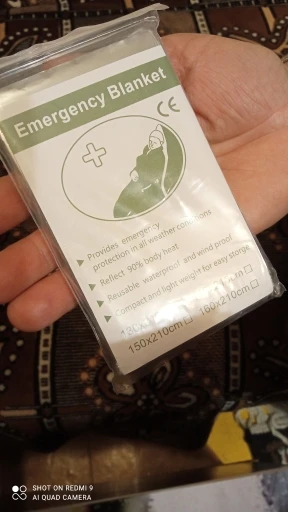 Emergency Blanket
CE
Provides emergency
protection in all weather conditions
Reflect 90% body heat
Reusable waterproof and wind proof
Compact and light weight for easy storge
150x210cm
160x210cm
SHOT ON REDMI 9
AI QUAD CAMERA